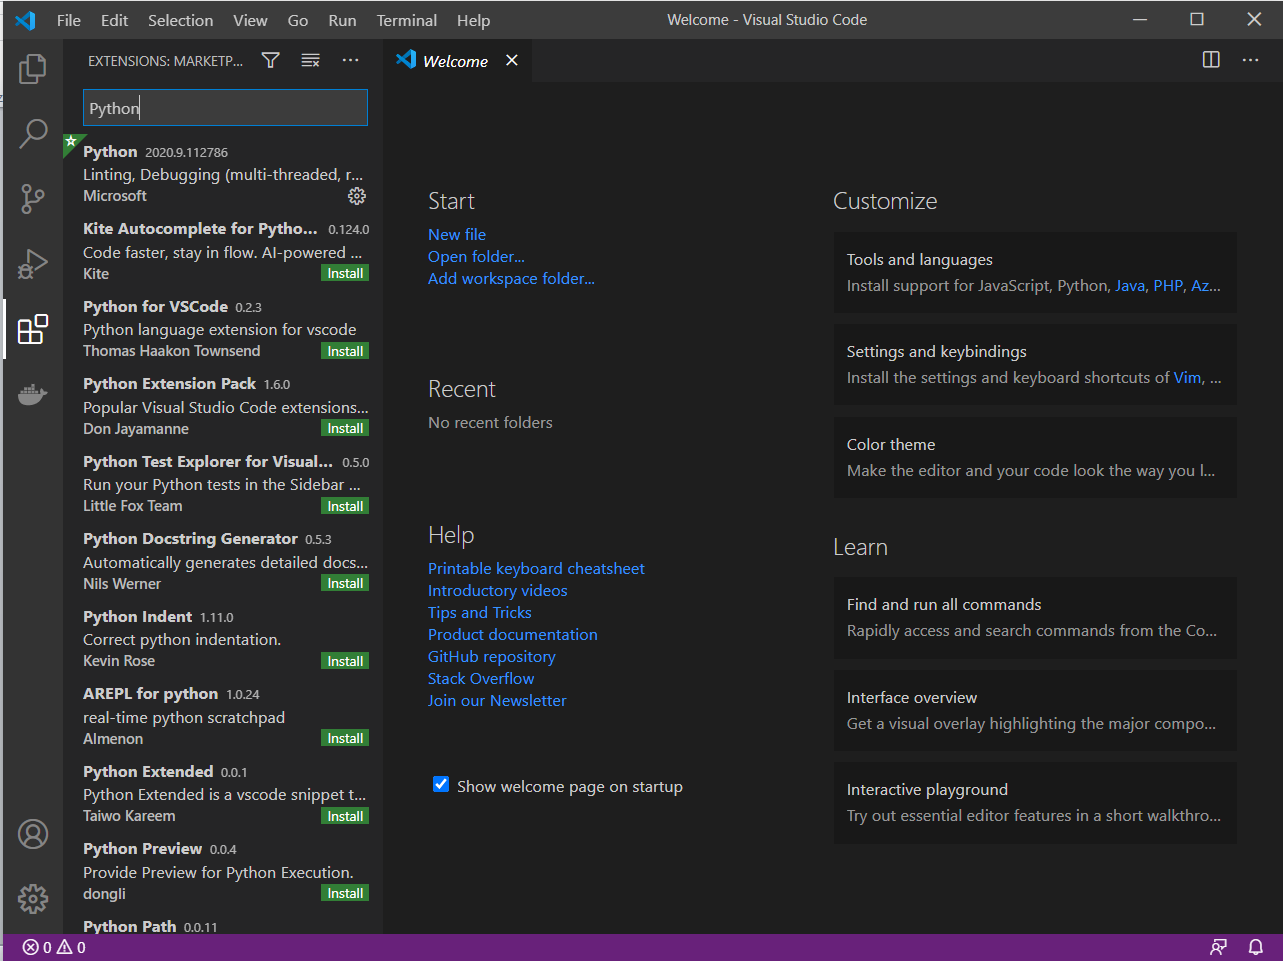 File Edit Selection View Go Run Terminal Help
Welcome - Visual Studio Code
EXTENSIONS: MARKETP...
Welcome
Python
Python 2020.9.112786
Linting, Debugging (multi-threaded, r...
Microsoft
Kite Autocomplete for Pytho... 0.124.0
Code faster, stay in flow. AI-powered ...
Kite Install
Python for VSCode 0.2.3
Python language extension for vscode
Thomas Haakon Townsend Install
Python Extension Pack 1.6.0
Popular Visual Studio Code extensions...
Don Jayamanne Install
Python Test Explorer for Visual... 0.5.0
Run your Python tests in the Sidebar ...
Little Fox Team Install
Python Docstring Generator 0.5.3
Automatically generates detailed docs...
Nils Werner Install
Python Indent 1.11.0
Correct python indentation.
Kevin Rose Install
AREPL for python 1.0.24
real-time python scratchpad
Almenon Install
Python Extended 0.0.1
Python Extended is a vscode snippet t...
Taiwo Kareem Install
Python Preview 0.0.4
Provide Preview for Python Execution.
dongli Install
Python Path 0.0.11
Start
New file
Open folder...
Add workspace folder...
Recent
No recent folders
Help
Printable keyboard cheatsheet
Introductory videos
Tips and Tricks
Product documentation
GitHub repository
Stack Overflow
Join our Newsletter
Show welcome page on startup
Customize
Tools and languages
Install support for JavaScript, Python, Java, PHP, Az...
Settings and keybindings
Install the settings and keyboard shortcuts of Vim, ...
Color theme
Make the editor and your code look the way you l...
Learn
Find and run all commands
Rapidly access and search commands from the Co...
Interface overview
Get a visual overlay highlighting the major compo...
Interactive playground
Try out essential editor features in a short walkthro...
0 0